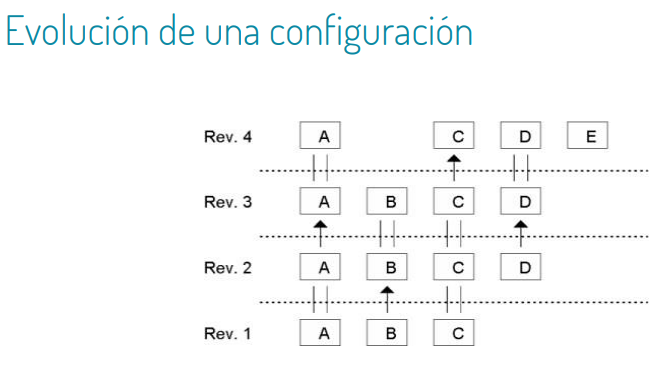 Evolución de una configuración
Rev. 4 A C D E
Rev. 3 A B C D
Rev. 2 A B C D
Rev. 1 A B C